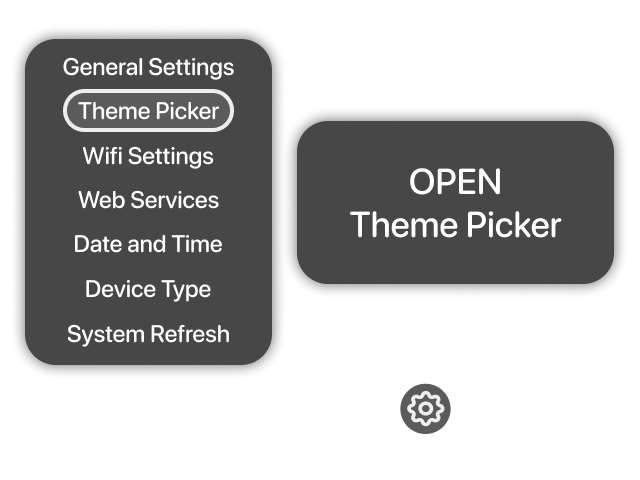 General Settings
Theme Picker
Wifi Settings
Web Services
Date and Time
Device Type
System Refresh
OPEN
Theme Picker